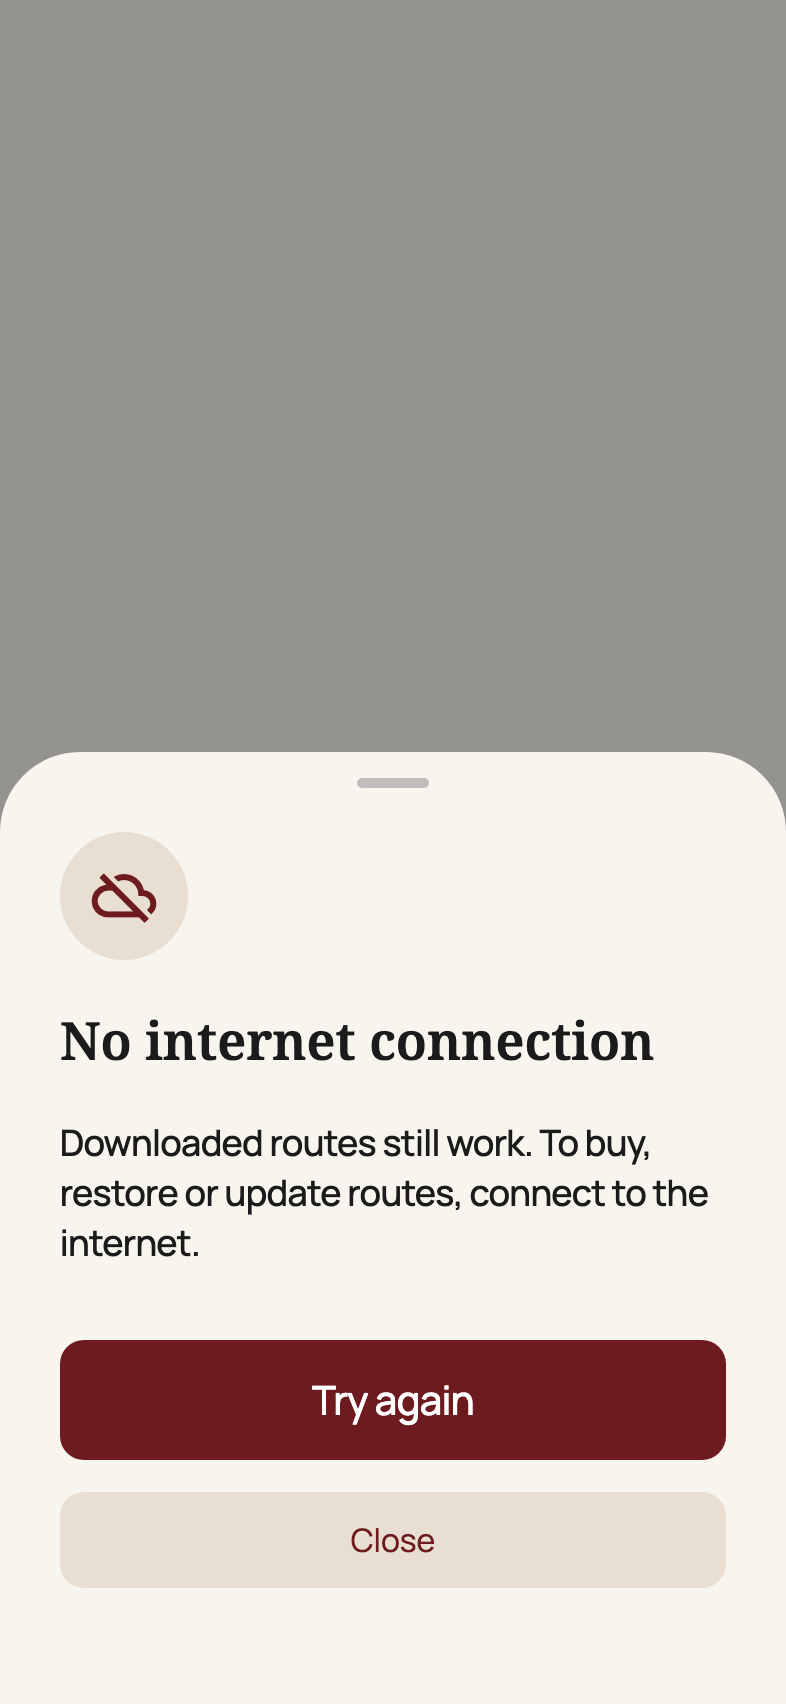 No internet connection
Downloaded routes still work. To buy,
restore or update routes, connect to the
internet.
Try again
Close